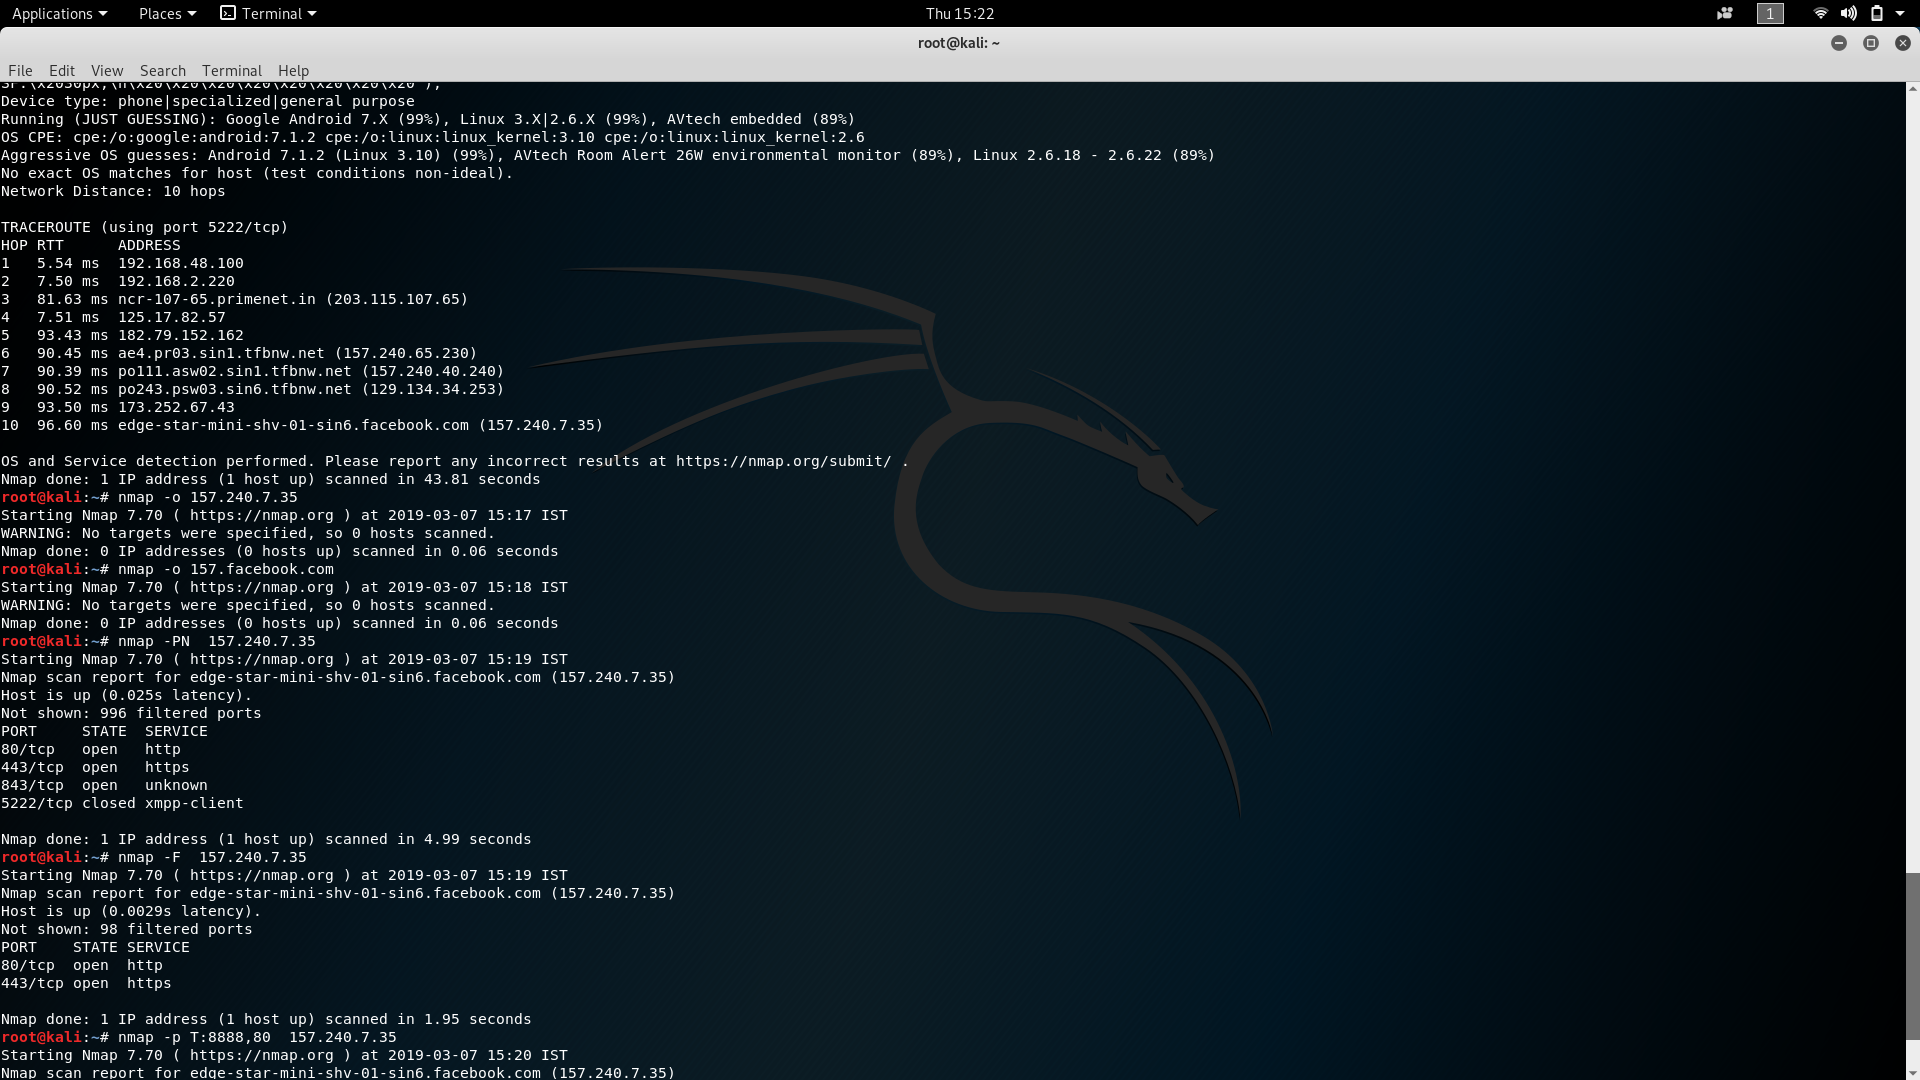 Applications Places Terminal Thu 15:22 1
root@kali: ~
File Edit View Search Terminal Help
SF:\x2030px;\n\x20\x20\x20\x20\x20\x20\x20\x20");
Device type: phone|specialized|general purpose
Running (JUST GUESSING): Google Android 7.X (99%), Linux 3.X|2.6.X (99%), AVtech embedded (89%)
OS CPE: cpe:/o:google:android:7.1.2 cpe:/o:linux:linux_kernel:3.10 cpe:/o:linux:linux_kernel:2.6
Aggressive OS guesses: Android 7.1.2 (Linux 3.10) (99%), AVtech Room Alert 26W environmental monitor (89%), Linux 2.6.18 - 2.6.22 (89%)
No exact OS matches for host (test conditions non-ideal).
Network Distance: 10 hops
TRACEROUTE (using port 5222/tcp)
HOP RTT      ADDRESS
1   5.54 ms  192.168.48.100
2   7.50 ms  192.168.2.220
3   81.63 ms ncr-107-65.primenet.in (203.115.107.65)
4   7.51 ms  125.17.82.57
5   93.43 ms 182.79.152.162
6   90.45 ms ae4.pr03.sin1.tfbnw.net (157.240.65.230)
7   90.39 ms po111.asw02.sin1.tfbnw.net (157.240.40.240)
8   90.52 ms po243.psw03.sin6.tfbnw.net (129.134.34.253)
9   93.50 ms 173.252.67.43
10  96.60 ms edge-star-mini-shv-01-sin6.facebook.com (157.240.7.35)
OS and Service detection performed. Please report any incorrect results at https://nmap.org/submit/ .
Nmap done: 1 IP address (1 host up) scanned in 43.81 seconds
root@kali:~# nmap -o 157.240.7.35
Starting Nmap 7.70 ( https://nmap.org ) at 2019-03-07 15:17 IST
WARNING: No targets were specified, so 0 hosts scanned.
Nmap done: 0 IP addresses (0 hosts up) scanned in 0.06 seconds
root@kali:~# nmap -o 157.facebook.com
Starting Nmap 7.70 ( https://nmap.org ) at 2019-03-07 15:18 IST
WARNING: No targets were specified, so 0 hosts scanned.
Nmap done: 0 IP addresses (0 hosts up) scanned in 0.06 seconds
root@kali:~# nmap -PN  157.240.7.35
Starting Nmap 7.70 ( https://nmap.org ) at 2019-03-07 15:19 IST
Nmap scan report for edge-star-mini-shv-01-sin6.facebook.com (157.240.7.35)
Host is up (0.025s latency).
Not shown: 996 filtered ports
PORT     STATE  SERVICE
80/tcp   open   http
443/tcp  open   https
843/tcp  open   unknown
5222/tcp closed xmpp-client
Nmap done: 1 IP address (1 host up) scanned in 4.99 seconds
root@kali:~# nmap -F  157.240.7.35
Starting Nmap 7.70 ( https://nmap.org ) at 2019-03-07 15:19 IST
Nmap scan report for edge-star-mini-shv-01-sin6.facebook.com (157.240.7.35)
Host is up (0.0029s latency).
Not shown: 98 filtered ports
PORT    STATE SERVICE
80/tcp  open  http
443/tcp open  https
Nmap done: 1 IP address (1 host up) scanned in 1.95 seconds
root@kali:~# nmap -p T:8888,80  157.240.7.35
Starting Nmap 7.70 ( https://nmap.org ) at 2019-03-07 15:20 IST
Nmap scan report for edge-star-mini-shv-01-sin6.facebook.com (157.240.7.35)